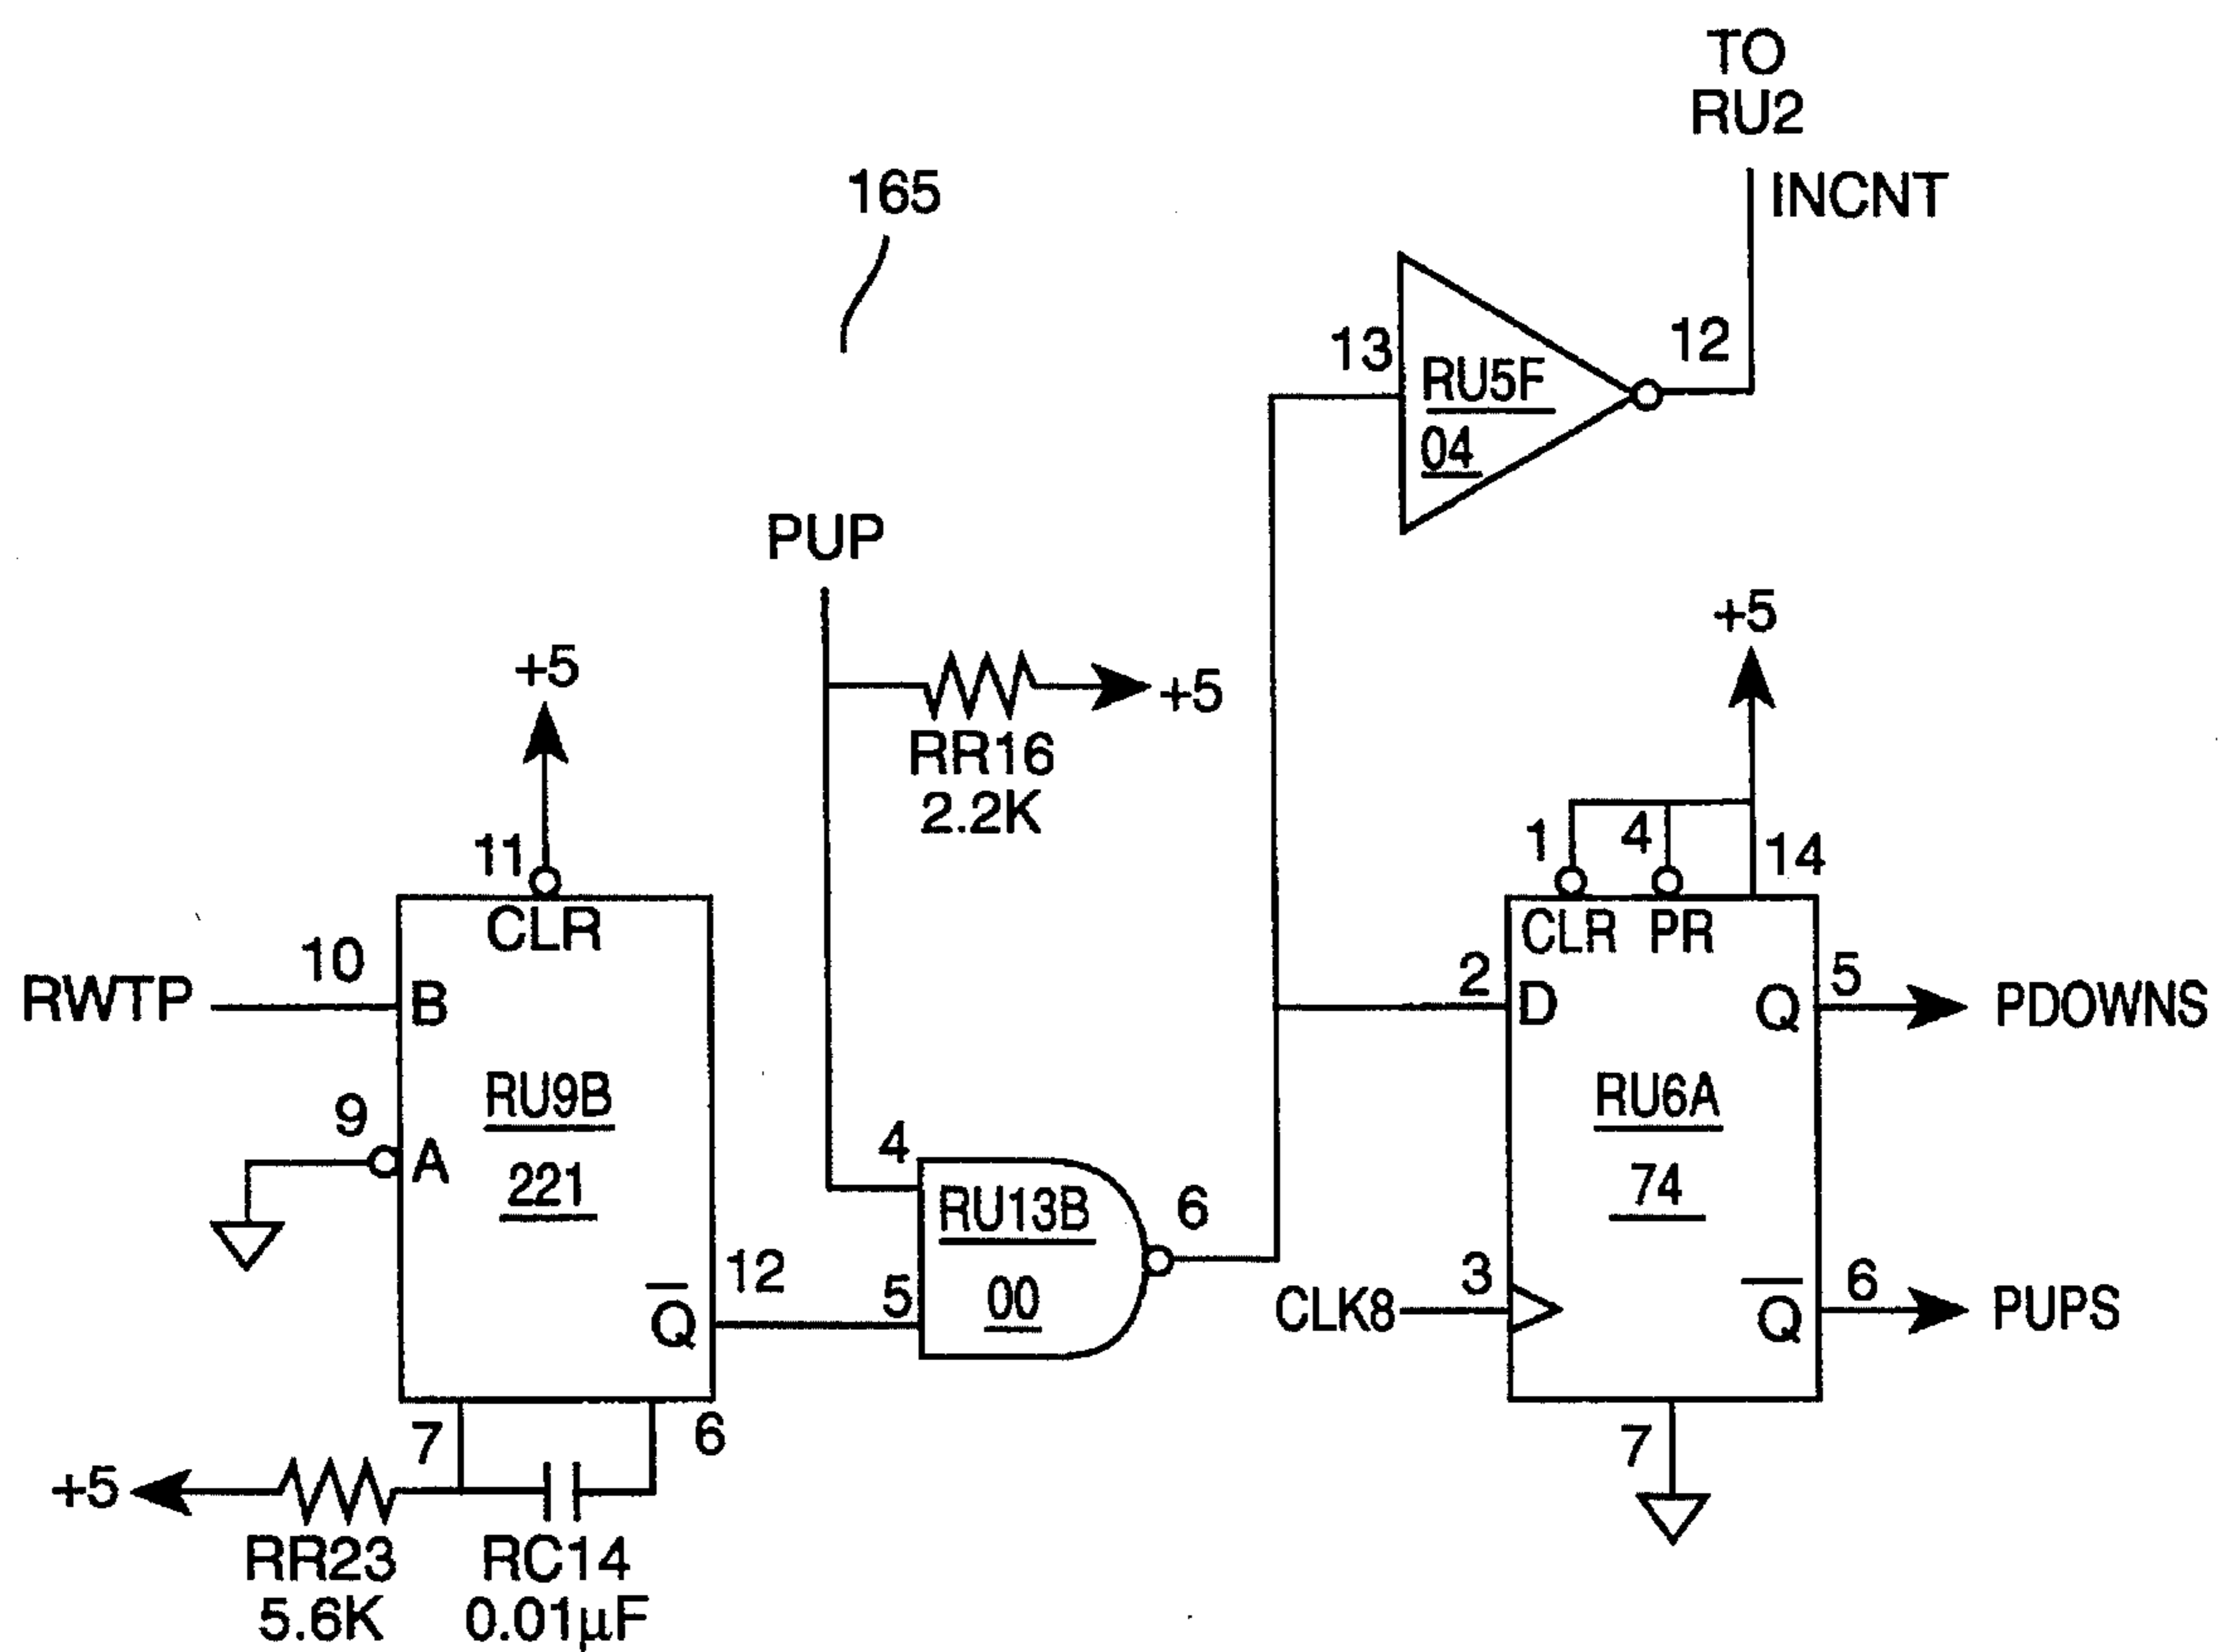 TO
RU2
INCNT
165
13
RU5F
04
12
PUP
+5
RR16
2.2K
+5
11
CLR
10
RWTP
B
9
A
RU9B
221
Q
12
7
6
+5
RR23
5.6K
RC14
0.01µF
4
5
RU13B
00
6
+5
1
4
14
CLR
PR
2
D
Q
5
PDOWNS
RU6A
74
CLK8
3
Q
6
PUPS
7